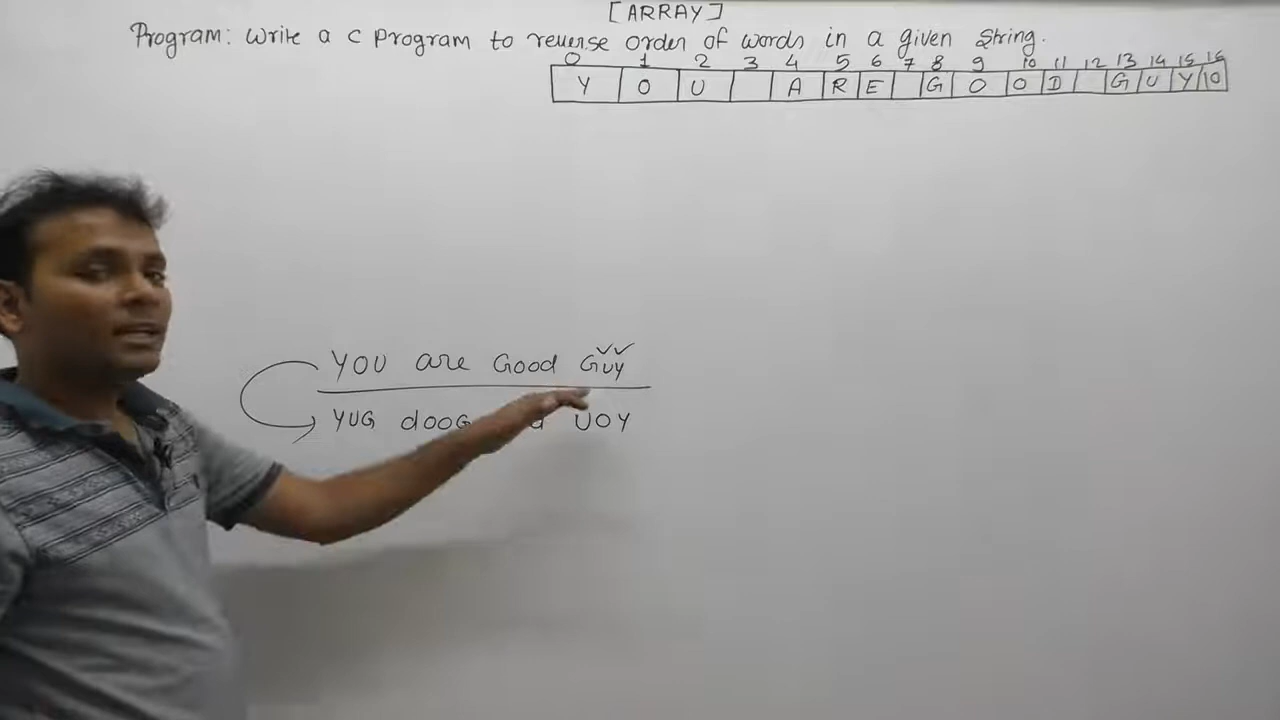 [ARRAY]
Program: Write a c program to reverse order of words in a given string.
0 1 2 3 4 5 6 7 8 9 10 11 12 13 14 15 16
Y O U A R E G O O D G U Y \0
YOU are Good GUY
YUG dooG UOY